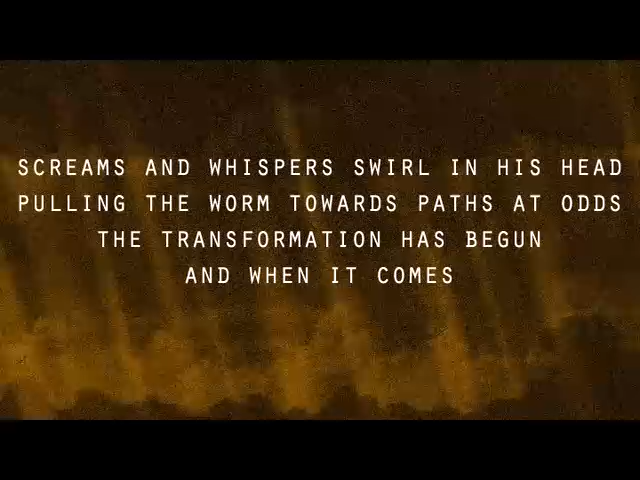 SCREAMS AND WHISPERS SWIRL IN HIS HEAD
PULLING THE WORM TOWARDS PATHS AT ODDS
THE TRANSFORMATION HAS BEGUN
AND WHEN IT COMES